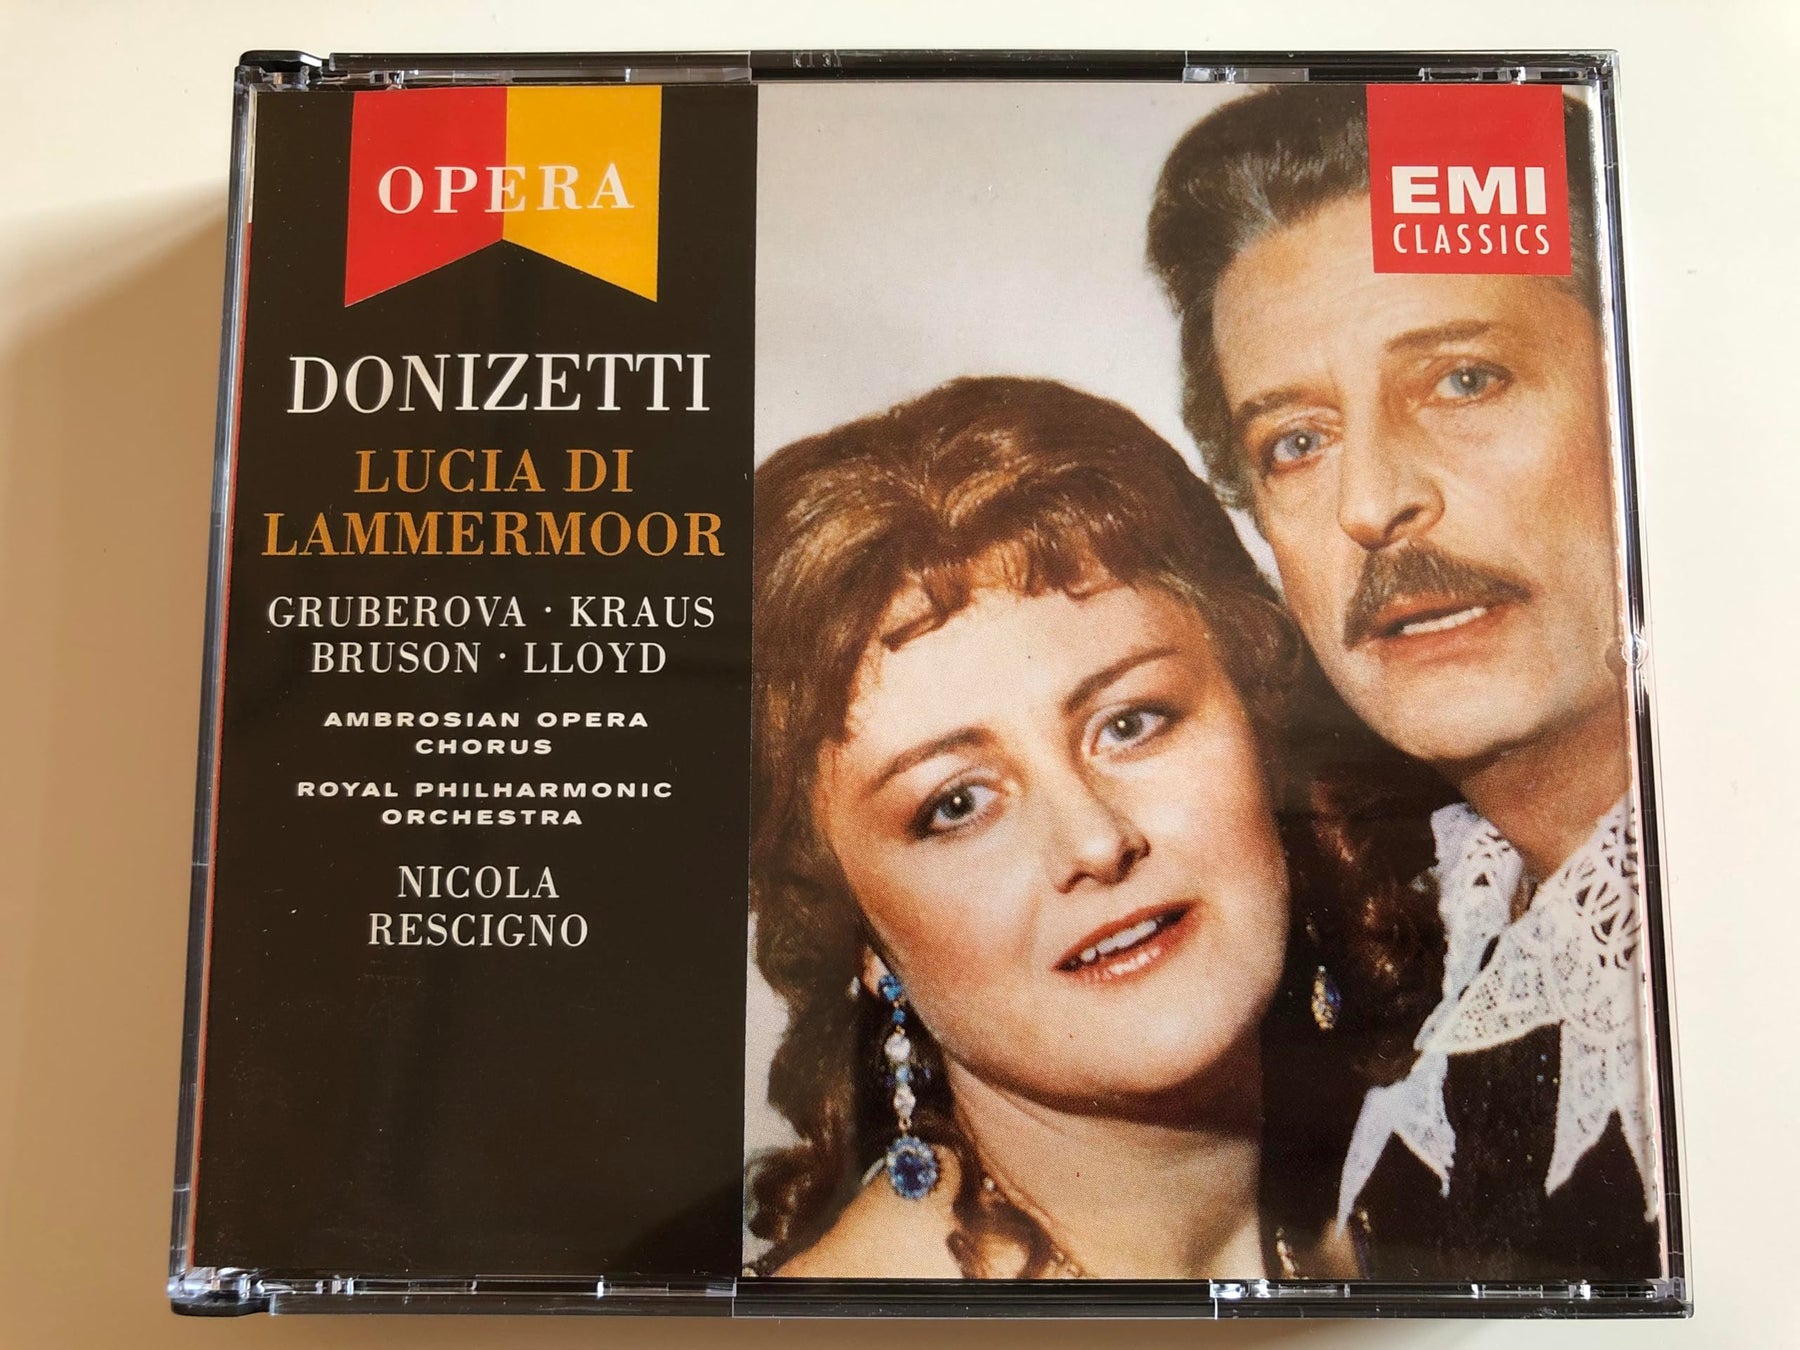 OPERA
EMI
CLASSICS
DONIZETTI
LUCIA DI
LAMMERMOOR
GRUBEROVA · KRAUS
BRUSON · LLOYD
AMBROSIAN OPERA
CHORUS
ROYAL PHILHARMONIC
ORCHESTRA
NICOLA
RESCIGNO